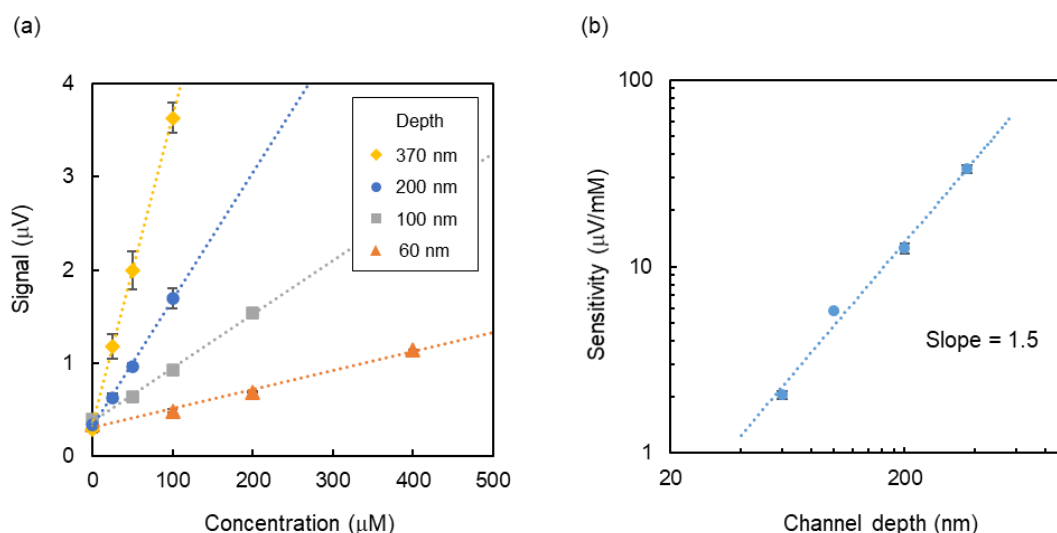 (a)
4
3
2
1
0
Signal (μV)
0 100 200 300 400 500
Concentration (μM)
Depth
370 nm
200 nm
100 nm
60 nm
(b)
100
10
1
Sensitivity (μV/mM)
20 200
Channel depth (nm)
Slope = 1.5